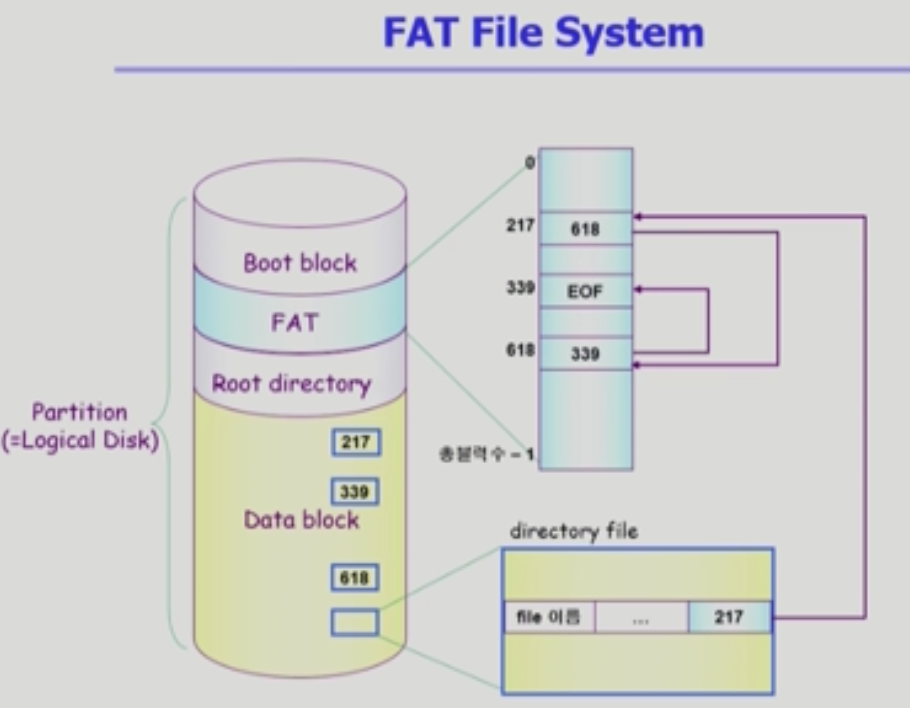 FAT File System
Boot block
FAT
Root directory
Partition
(=Logical Disk)
217
339
Data block
618
0
217
618
339
EOF
618
339
총블럭수 – 1
directory file
file 이름
...
217